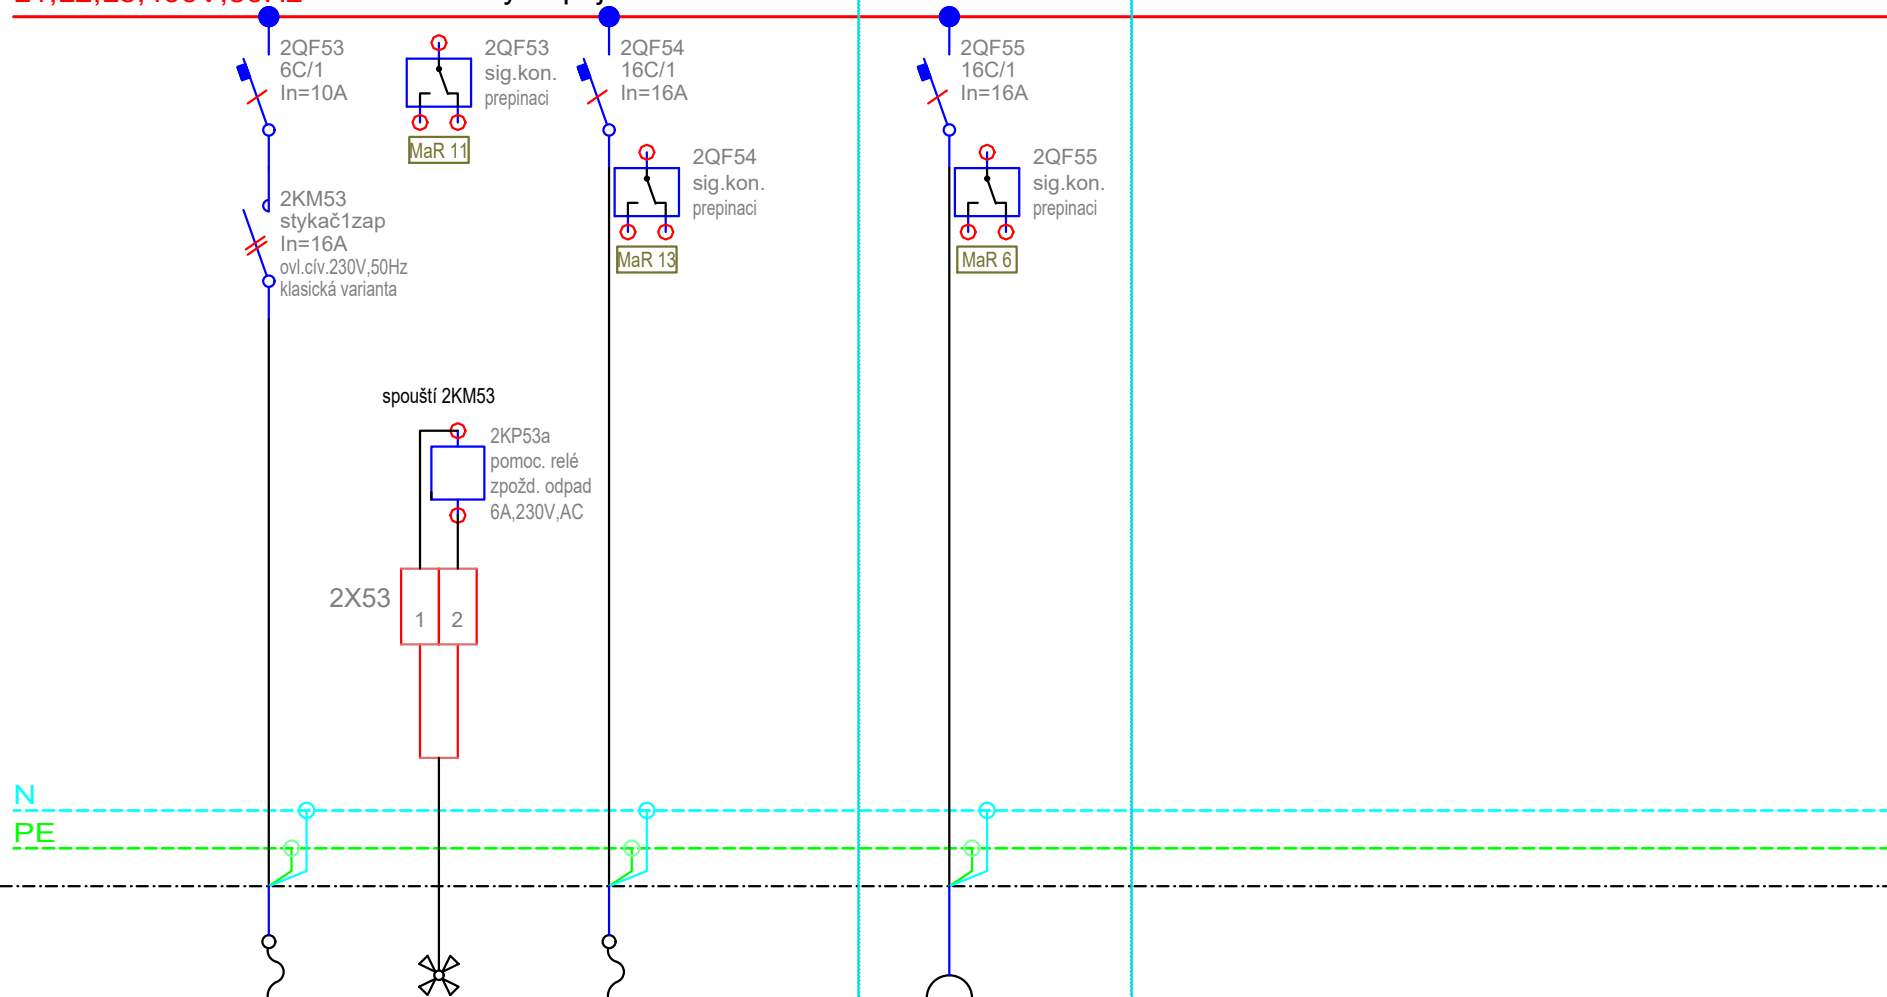 2QF53
6C/1
In=10A
2QF53
sig.kon.
prepinaci
MaR 11
2QF54
16C/1
In=16A
2QF54
sig.kon.
prepinaci
MaR 13
2QF55
16C/1
In=16A
2QF55
sig.kon.
prepinaci
MaR 6
2KM53
stykač1zap
In=16A
ovl.cív.230V,50Hz
klasická varianta
spouští 2KM53
2KP53a
pomoc. relé
zpožd. odpad
6A,230V,AC
2X53
1 2
N
PE